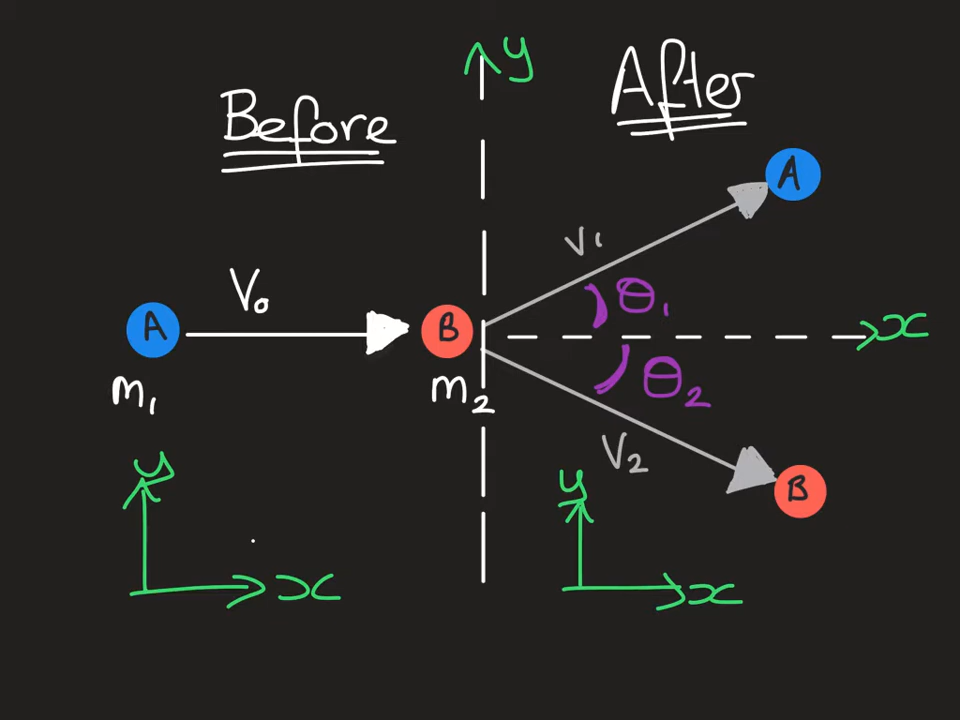 Before
After
y
A
V₀
B
m₁
m₂
y
x
V₁
θ₁
A
x
θ₂
V₂
B
y
x